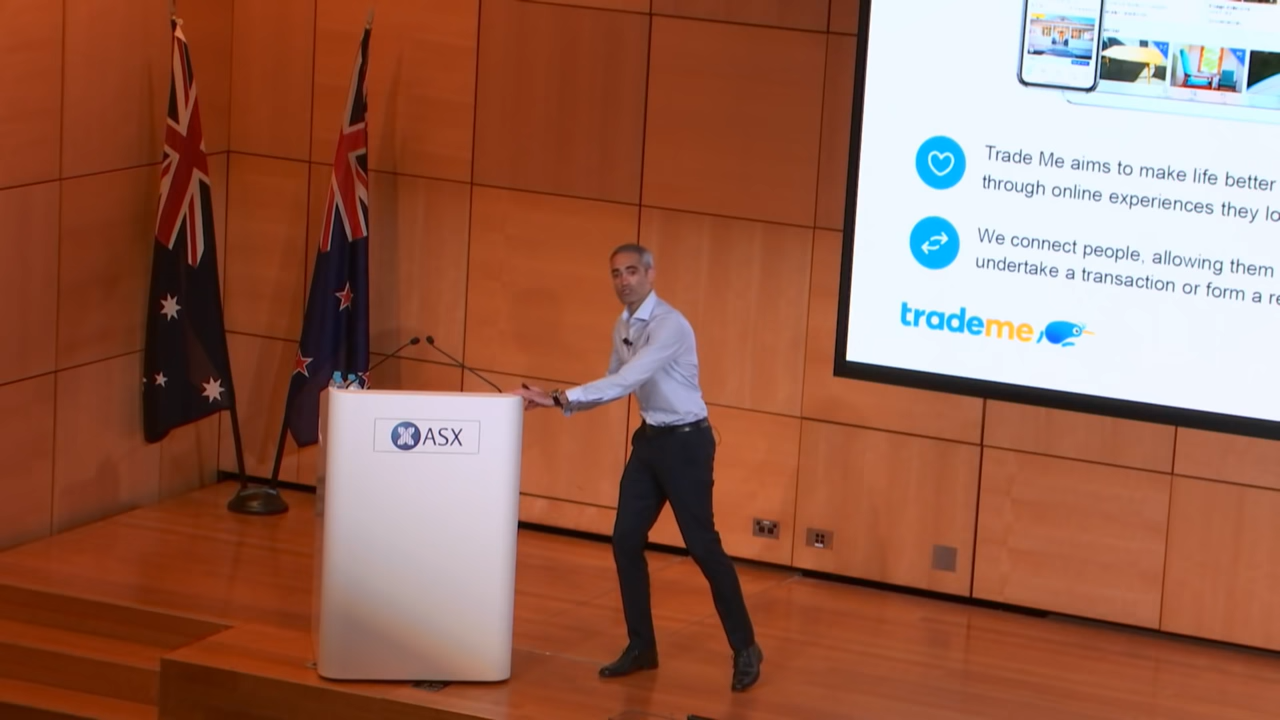 Trade Me aims to make life better
through online experiences they lo
We connect people, allowing them
undertake a transaction or form a re
trademe
ASX